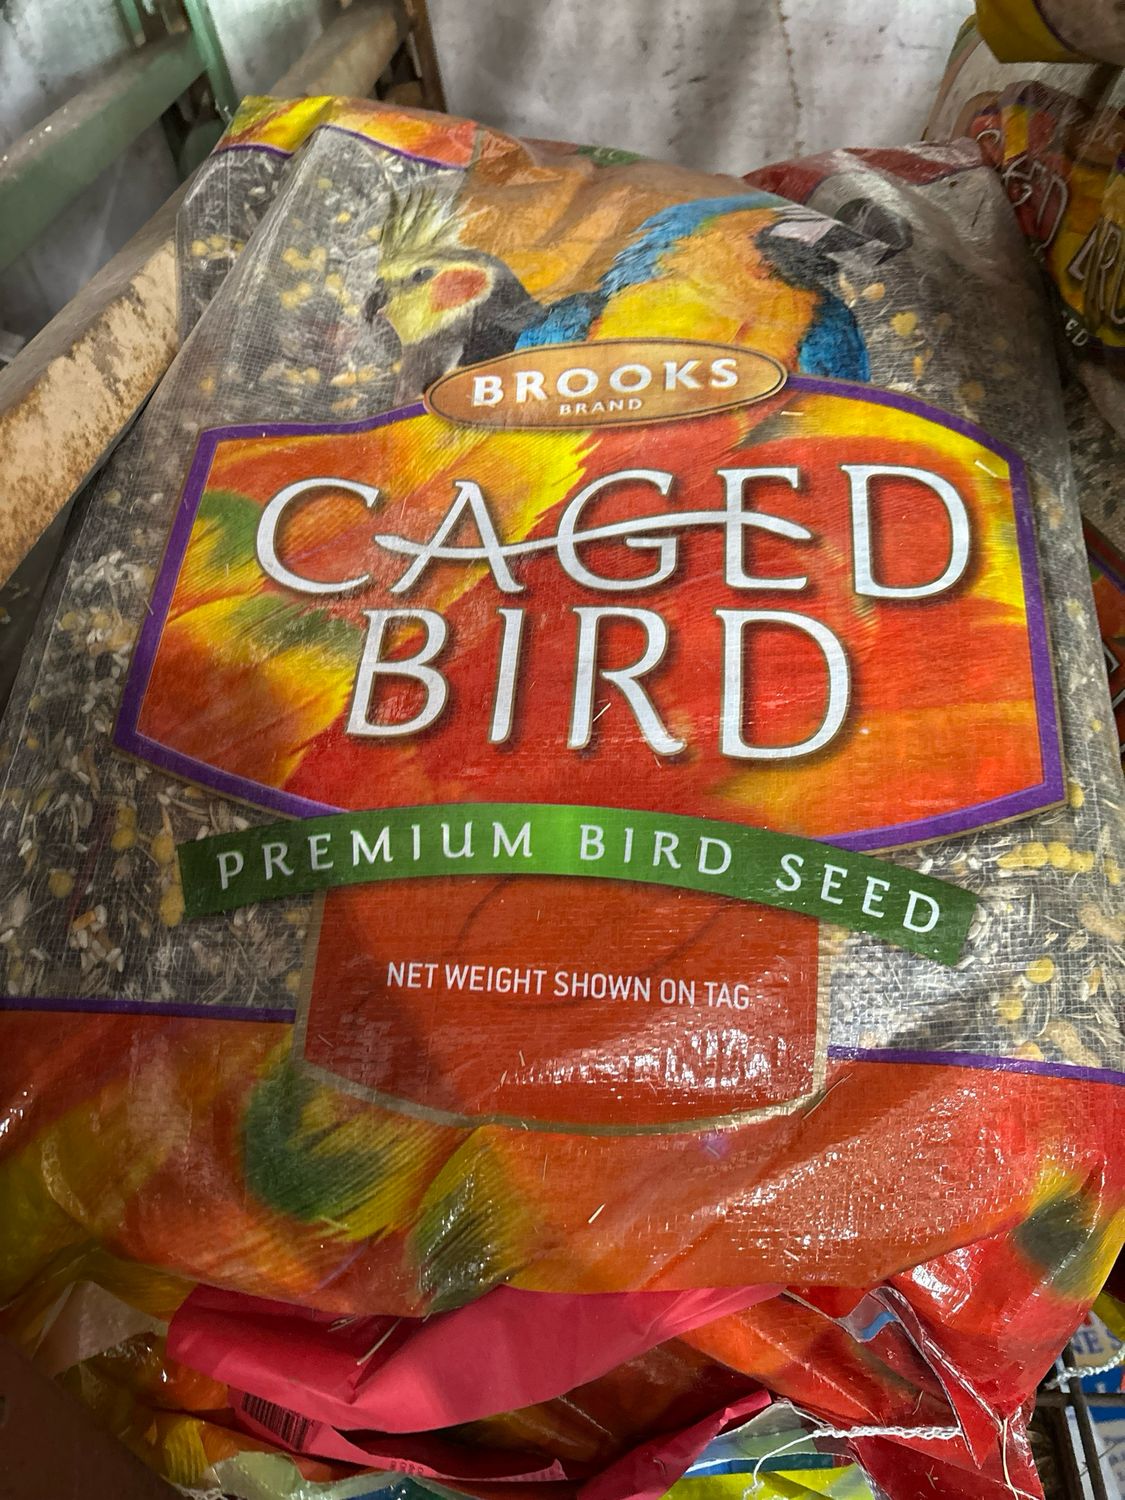 BROOKS
BRAND
CAGED
BIRD
PREMIUM BIRD SEED
NET WEIGHT SHOWN ON TAG